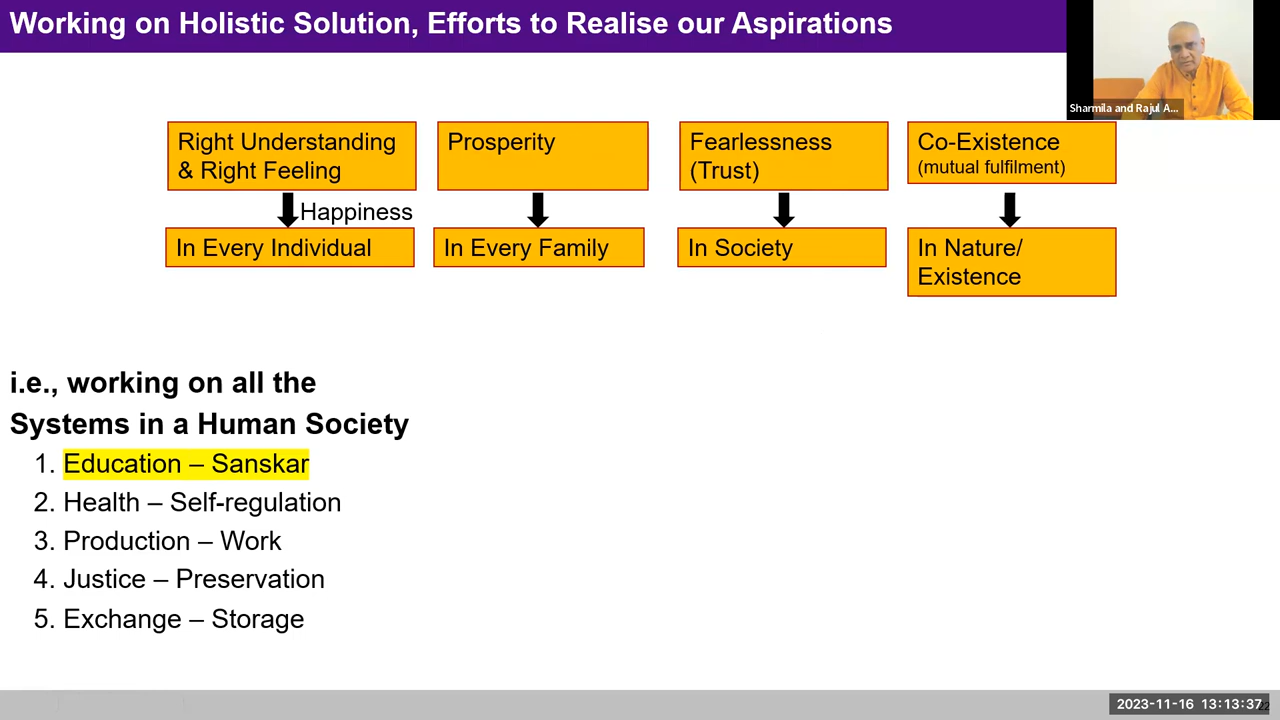 Working on Holistic Solution, Efforts to Realise our Aspirations
Sharmila and Rajul A...
Right Understanding
& Right Feeling
Prosperity
Fearlessness
(Trust)
Co-Existence
(mutual fulfilment)
Happiness
In Every Individual
In Every Family
In Society
In Nature/
Existence
i.e., working on all the
Systems in a Human Society
1. Education – Sanskar
2. Health – Self-regulation
3. Production – Work
4. Justice – Preservation
5. Exchange – Storage
2023-11-16 13:13:37